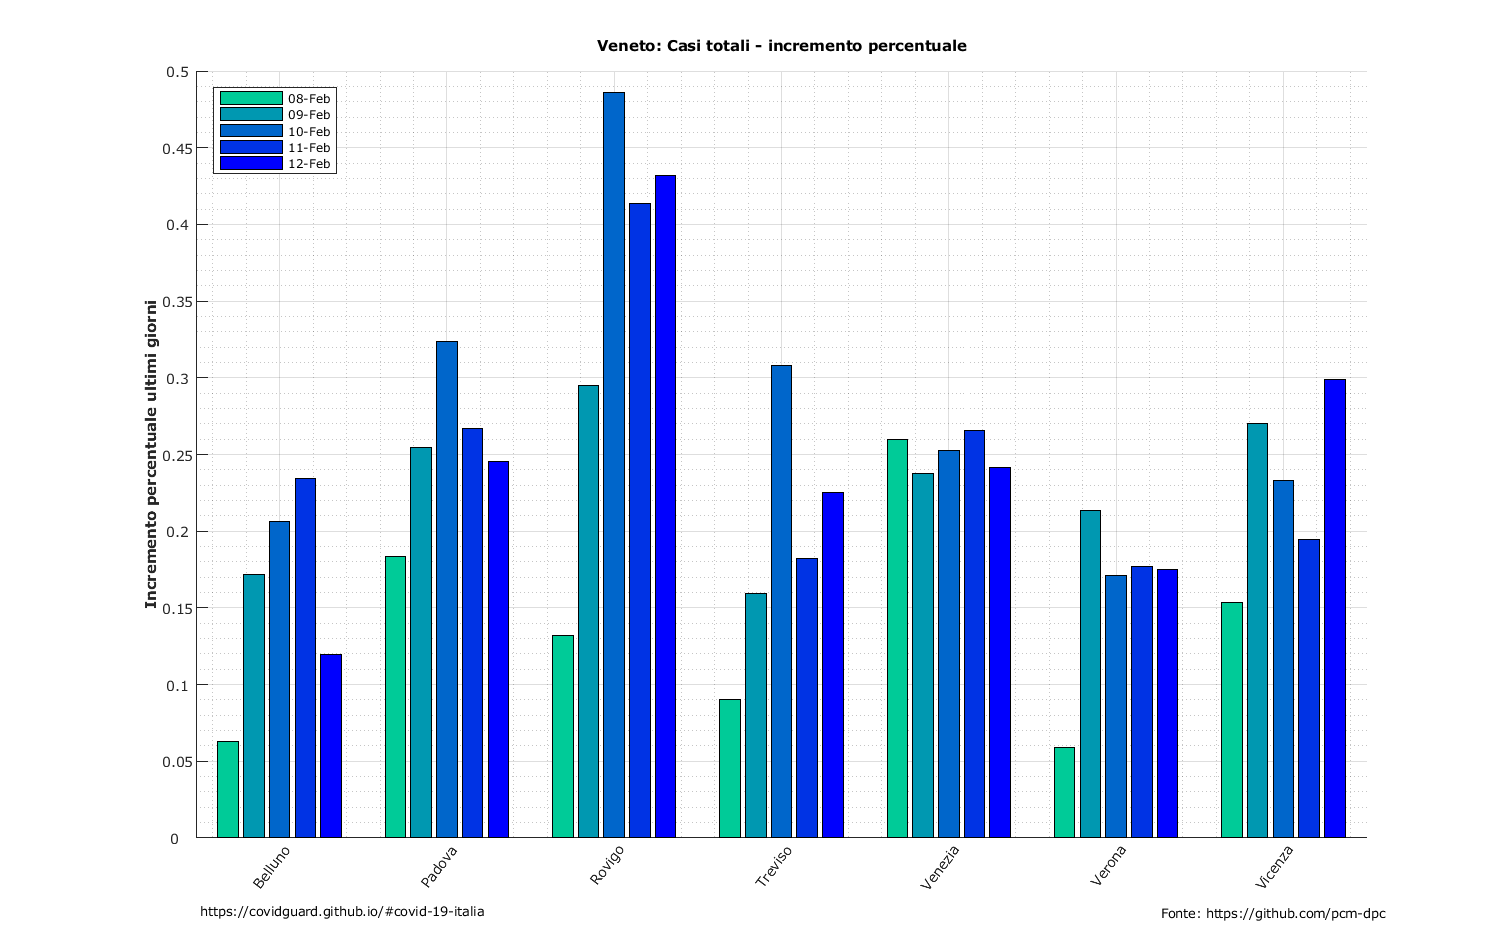 Veneto: Casi totali - incremento percentuale
0.5
0.45
0.4
0.35
0.3
0.25
0.2
0.15
0.1
0.05
0
Incremento percentuale ultimi giorni
08-Feb
09-Feb
10-Feb
11-Feb
12-Feb
Belluno
Padova
Rovigo
Treviso
Venezia
Verona
Vicenza
https://covidguard.github.io/#covid-19-italia
Fonte: https://github.com/pcm-dpc